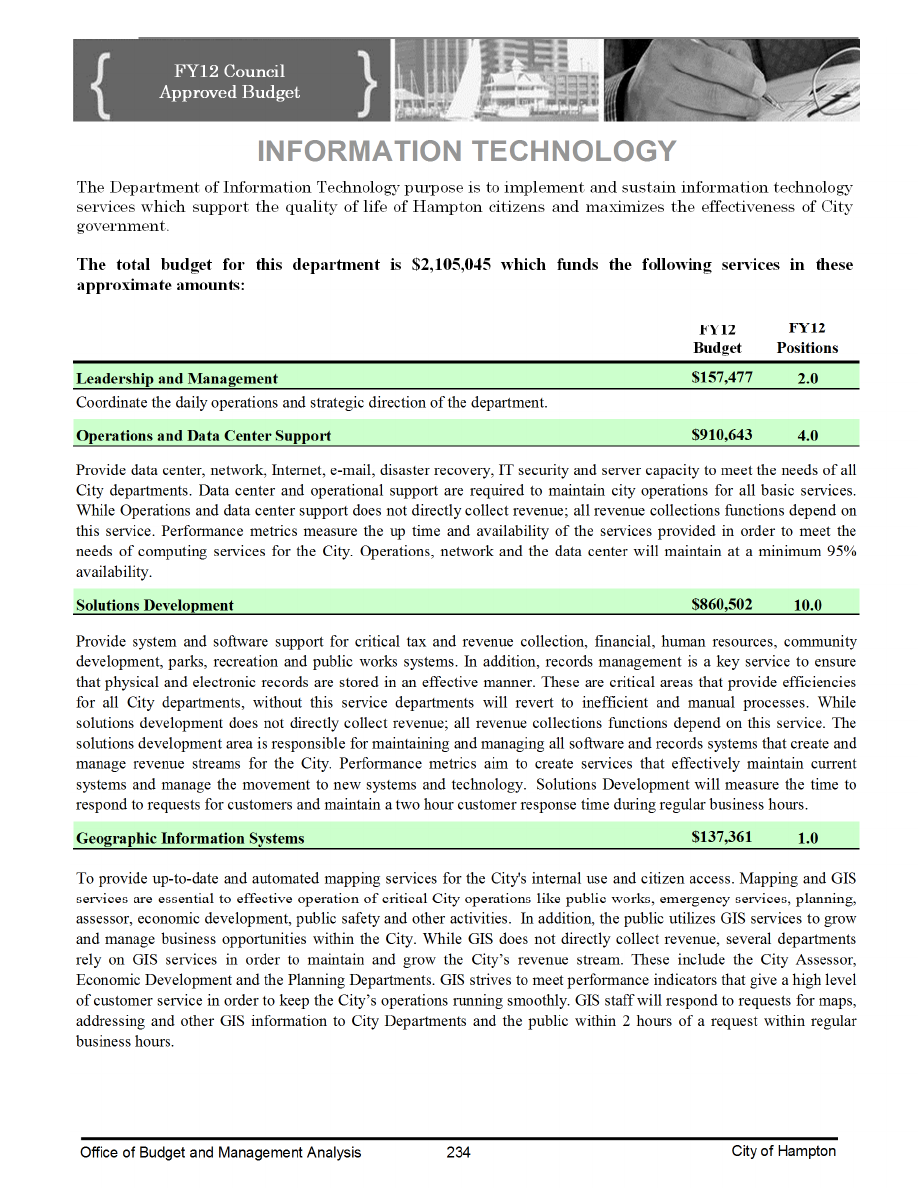 FY12 Council
Approved Budget
INFORMATION TECHNOLOGY
The Department of Information Technology purpose is to implement and sustain information technology
services which support the quality of life of Hampton citizens and maximizes the effectiveness of City
government.
The total budget for this department is $2,105,045 which funds the following services in these
approximate amounts:
FY12 FY12
Budget Positions
Leadership and Management $157,477 2.0
Coordinate the daily operations and strategic direction of the department.
Operations and Data Center Support $910,643 4.0
Provide data center, network, Internet, e-mail, disaster recovery, IT security and server capacity to meet the needs of all
City departments. Data center and operational support are required to maintain city operations for all basic services.
While Operations and data center support does not directly collect revenue; all revenue collections functions depend on
this service. Performance metrics measure the up time and availability of the services provided in order to meet the
needs of computing services for the City. Operations, network and the data center will maintain at a minimum 95%
availability.
Solutions Development $860,502 10.0
Provide system and software support for critical tax and revenue collection, financial, human resources, community
development, parks, recreation and public works systems. In addition, records management is a key service to ensure
that physical and electronic records are stored in an effective manner. These are critical areas that provide efficiencies
for all City departments, without this service departments will revert to inefficient and manual processes. While
solutions development does not directly collect revenue; all revenue collections functions depend on this service. The
solutions development area is responsible for maintaining and managing all software and records systems that create and
manage revenue streams for the City. Performance metrics aim to create services that effectively maintain current
systems and manage the movement to new systems and technology. Solutions Development will measure the time to
respond to requests for customers and maintain a two hour customer response time during regular business hours.
Geographic Information Systems $137,361 1.0
To provide up-to-date and automated mapping services for the City's internal use and citizen access. Mapping and GIS
services are essential to effective operation of critical City operations like public works, emergency services, planning,
assessor, economic development, public safety and other activities. In addition, the public utilizes GIS services to grow
and manage business opportunities within the City. While GIS does not directly collect revenue, several departments
rely on GIS services in order to maintain and grow the City’s revenue stream. These include the City Assessor,
Economic Development and the Planning Departments. GIS strives to meet performance indicators that give a high level
of customer service in order to keep the City’s operations running smoothly. GIS staff will respond to requests for maps,
addressing and other GIS information to City Departments and the public within 2 hours of a request within regular
business hours.
Office of Budget and Management Analysis 234 City of Hampton